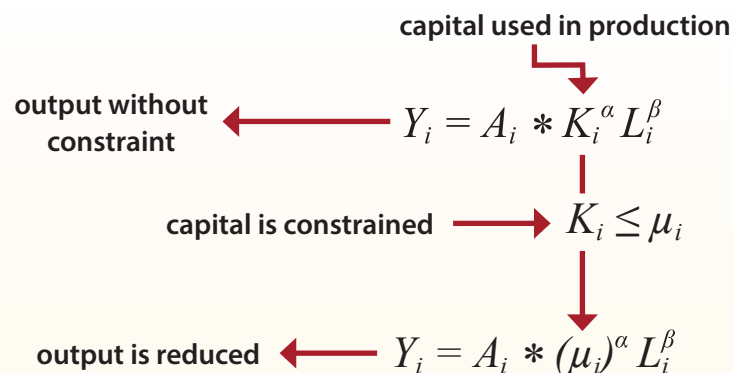 capital used in production
output without
constraint
Y_i = A_i * K_i^α L_i^β
capital is constrained
K_i ≤ μ_i
output is reduced
Y_i = A_i * (μ_i)^α L_i^β